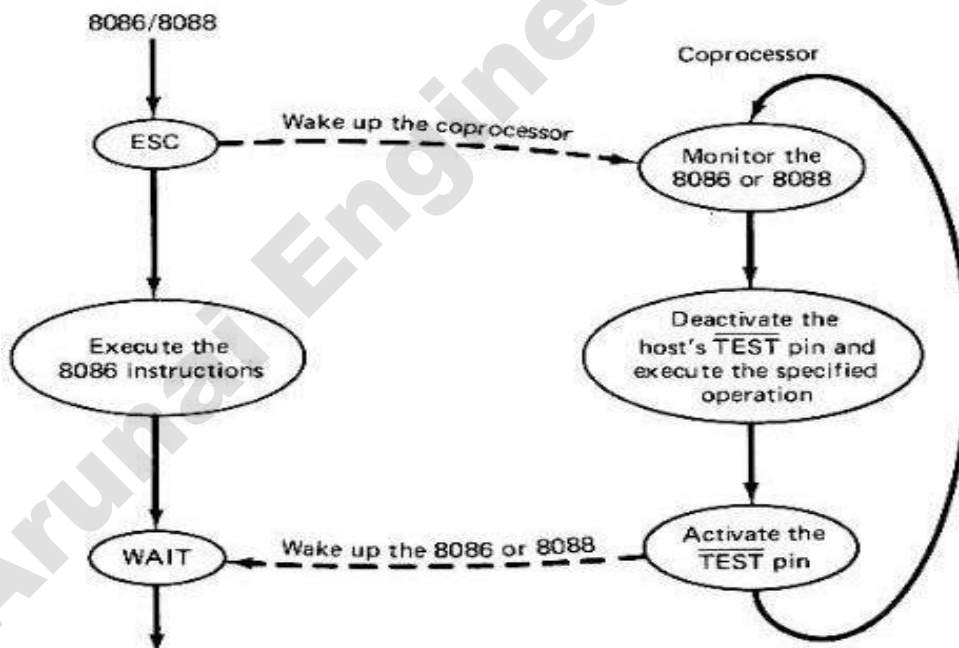 8086/8088
Coprocessor
ESC
Wake up the coprocessor
Monitor the
8086 or 8088
Execute the
8086 instructions
Deactivate the
host's TEST pin and
execute the specified
operation
WAIT
Wake up the 8086 or 8088
Activate the
TEST pin
Arunai Enginee